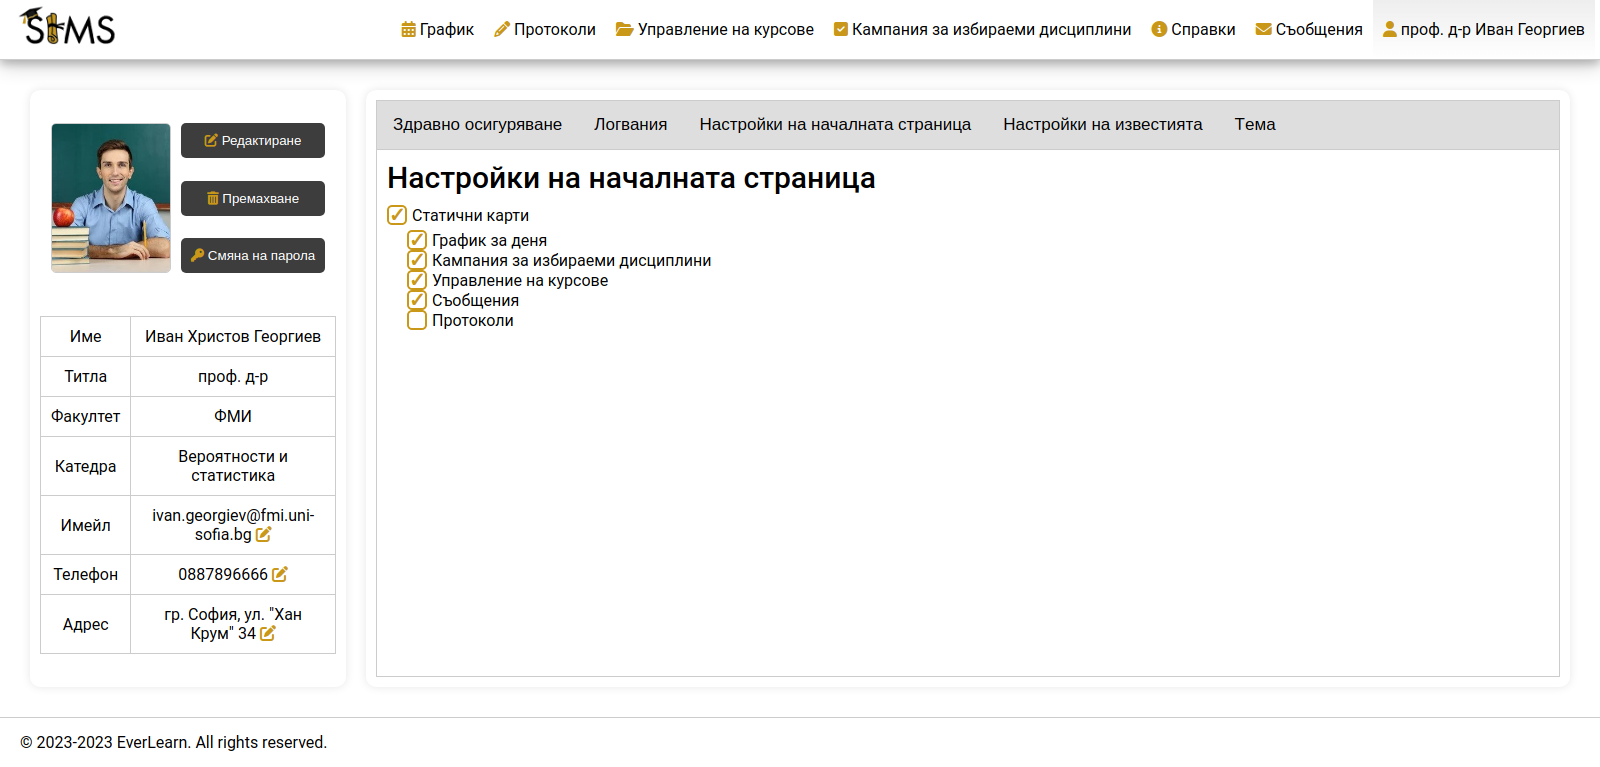 SIMS
График
Протоколи
Управление на курсове
Кампания за избираеми дисциплини
Справки
Съобщения
проф. д-р Иван Георгиев
Редактиране
Премахване
Смяна на парола
Име
Иван Христов Георгиев
Титла
проф. д-р
Факултет
ФМИ
Катедра
Вероятности и
статистика
Имейл
ivan.georgiev@fmi.uni-
sofia.bg
Телефон
0887896666
Адрес
гр. София, ул. "Хан
Крум" 34
Здравно осигуряване
Логвания
Настройки на началната страница
Настройки на известията
Тема
Настройки на началната страница
Статични карти
График за деня
Кампания за избираеми дисциплини
Управление на курсове
Съобщения
Протоколи
© 2023-2023 EverLearn. All rights reserved.